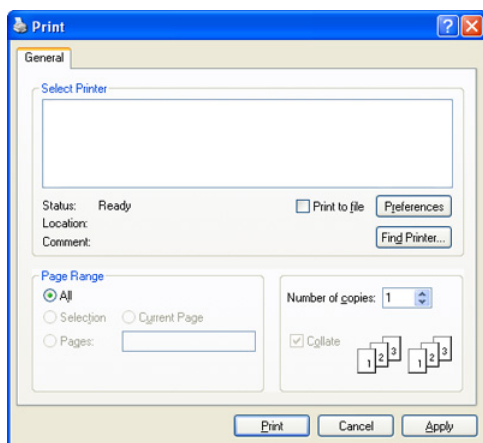 Print
General
Select Printer
Status: Ready
Location:
Comment:
Print to file
Preferences
Find Printer...
Page Range
All
Selection
Current Page
Pages:
Number of copies: 1
Collate
1 2 3 1 2 3
Print Cancel Apply